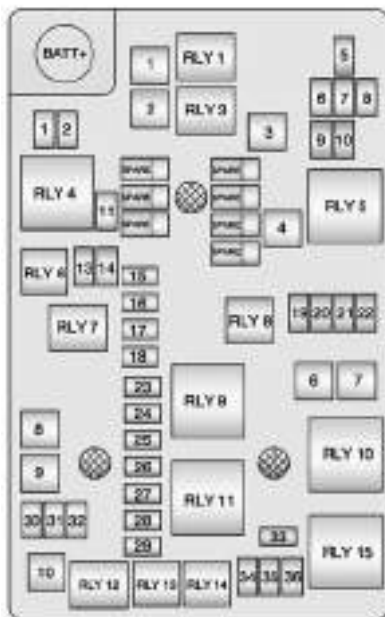 BATT+
1 RLY 1
5
2 RLY 3
6 7 8
1 2
3
9 10
RLY 4
11
SPARE SPARE
SPARE SPARE
SPARE SPARE
SPARE
4
RLY 5
RLY 6 13 14
15
16
RLY 7
17
18
RLY 8
19 20 21 22
23
24
25
26
27
28
29
RLY 9
6 7
8
9
RLY 10
RLY 11
30 31 32
33
10
RLY 12 RLY 13 RLY 14
34 35 36
RLY 15